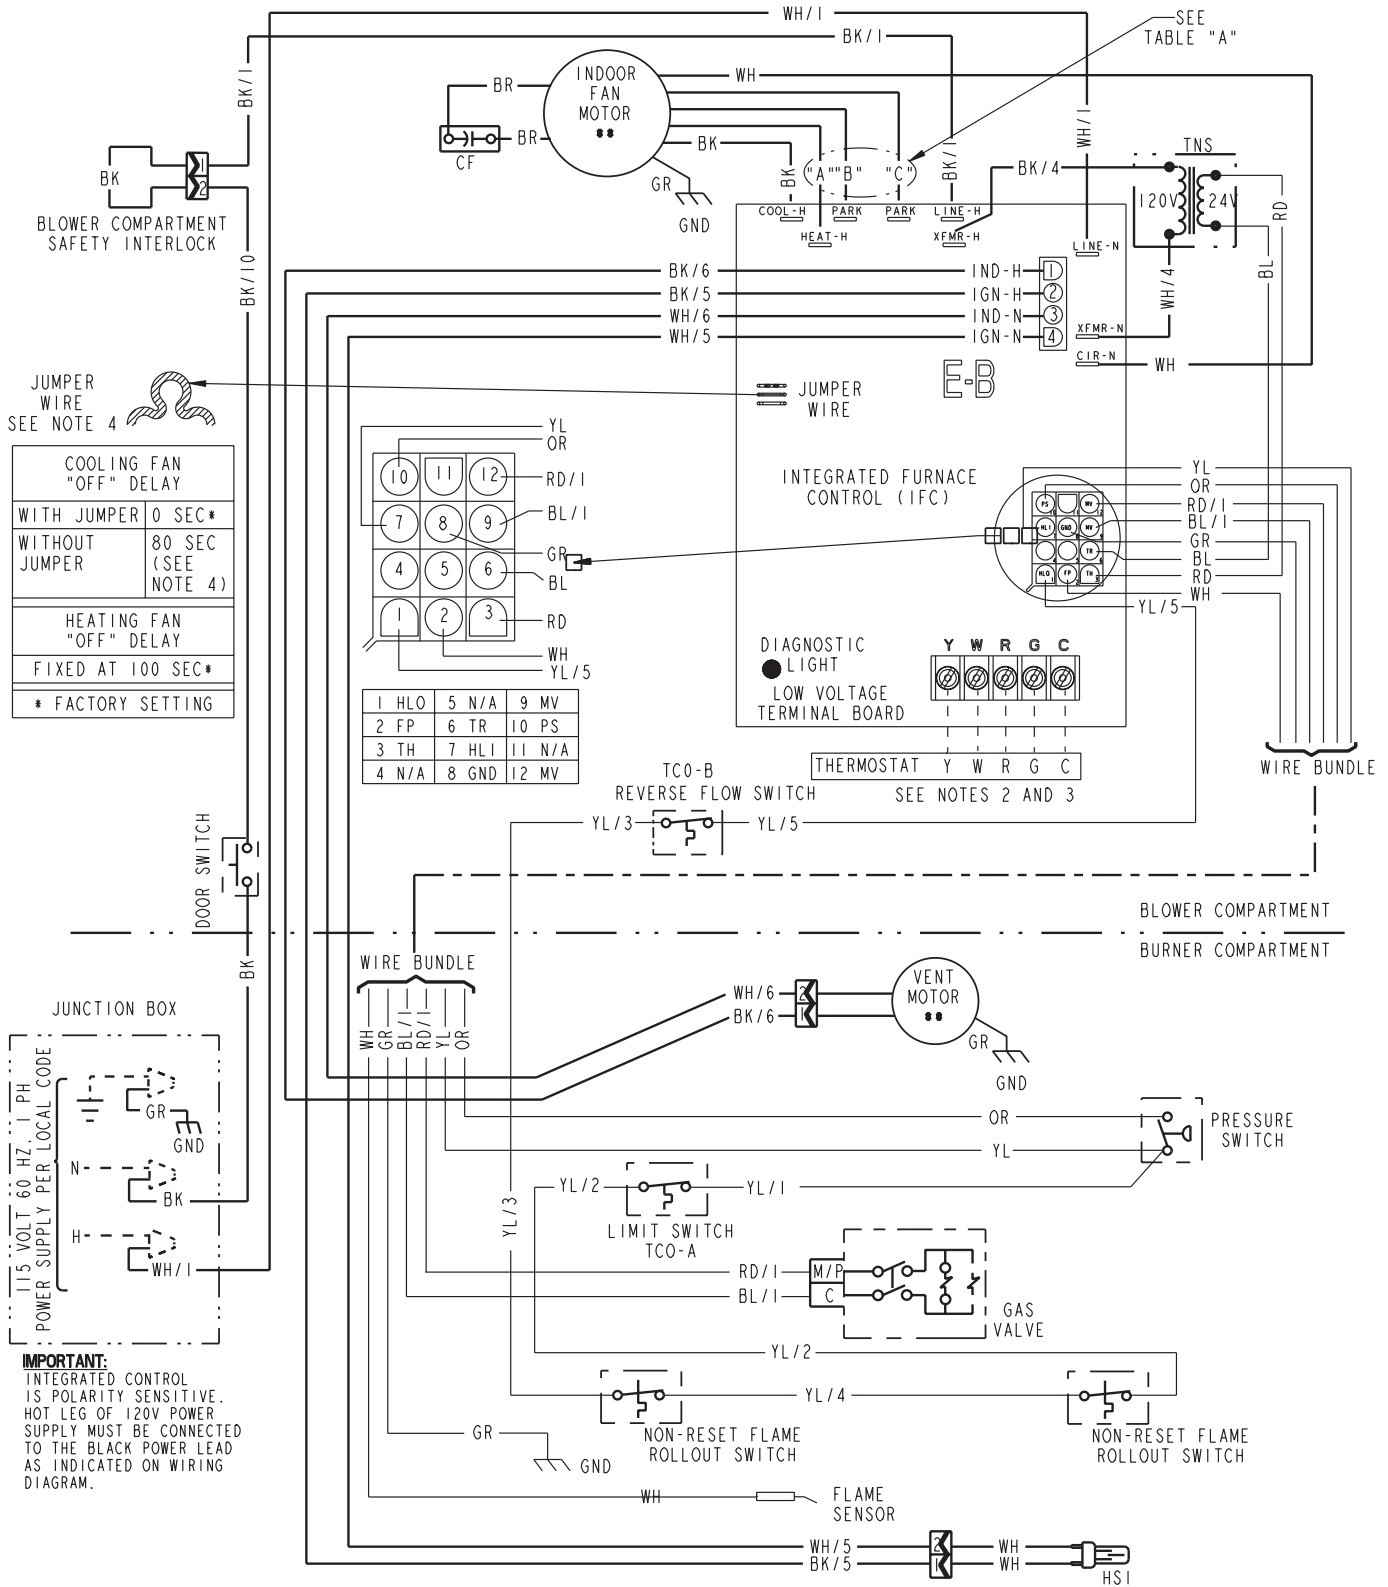 WH/1
BK/1
SEE
TABLE "A"
BK/1
INDOOR
FAN
MOTOR
**
WH
BR
BR
CF
BK
GR
GND
BK
"A" "B" "C"
BK/1
BK/4
WH/1
TNS
120V 24V
RD
BL
WH/4
BK
1
2
BLOWER COMPARTMENT
SAFETY INTERLOCK
COOL-H PARK PARK LINE-H
HEAT-H XFMR-H
LINE-N
BK/10
BK/6 IND-H 1
BK/5 IGN-H 2
WH/6 IND-N 3
WH/5 IGN-N 4
XFMR-N
CIR-N WH
E-B
JUMPER
WIRE
SEE NOTE 4
JUMPER
WIRE
COOLING FAN
"OFF" DELAY
WITH JUMPER 0 SEC*
WITHOUT JUMPER 80 SEC (SEE NOTE 4)
HEATING FAN
"OFF" DELAY
FIXED AT 100 SEC*
* FACTORY SETTING
YL
OR
RD/1
BL/1
GR
BL
RD
WH
YL/5
10 11 12
7 8 9
4 5 6
1 2 3
1 HLO 5 N/A 9 MV
2 FP 6 TR 10 PS
3 TH 7 HLI 11 N/A
4 N/A 8 GND 12 MV
INTEGRATED FURNACE
CONTROL (IFC)
PS 10 11 MV 12
HLI GND MV
TR
HLO 1 FP 2 TH 3
YL
OR
RD/1
BL/1
GR
BL
RD
WH
YL/5
DIAGNOSTIC
LIGHT
LOW VOLTAGE
TERMINAL BOARD
Y W R G C
THERMOSTAT Y W R G C
SEE NOTES 2 AND 3
WIRE BUNDLE
TCO-B
REVERSE FLOW SWITCH
YL/3 YL/5
DOOR SWITCH
BLOWER COMPARTMENT
BURNER COMPARTMENT
BK
WIRE BUNDLE
WH
GR
BL/1
RD/1
YL
OR
WH/6 2
BK/6 1
VENT
MOTOR
**
GR
GND
JUNCTION BOX
115 VOLT 60 HZ. 1 PH
POWER SUPPLY PER LOCAL CODE
GR
GND
N
BK
H
WH/1
OR
YL
PRESSURE
SWITCH
YL/3
YL/2 YL/1
LIMIT SWITCH
TCO-A
RD/1 M/P
BL/1 C
GAS
VALVE
YL/2
YL/4
NON-RESET FLAME
ROLLOUT SWITCH
NON-RESET FLAME
ROLLOUT SWITCH
GR
GND
WH
FLAME
SENSOR
WH/5 2 WH
BK/5 1 WH
HSI
IMPORTANT:
INTEGRATED CONTROL
IS POLARITY SENSITIVE.
HOT LEG OF 120V POWER
SUPPLY MUST BE CONNECTED
TO THE BLACK POWER LEAD
AS INDICATED ON WIRING
DIAGRAM.